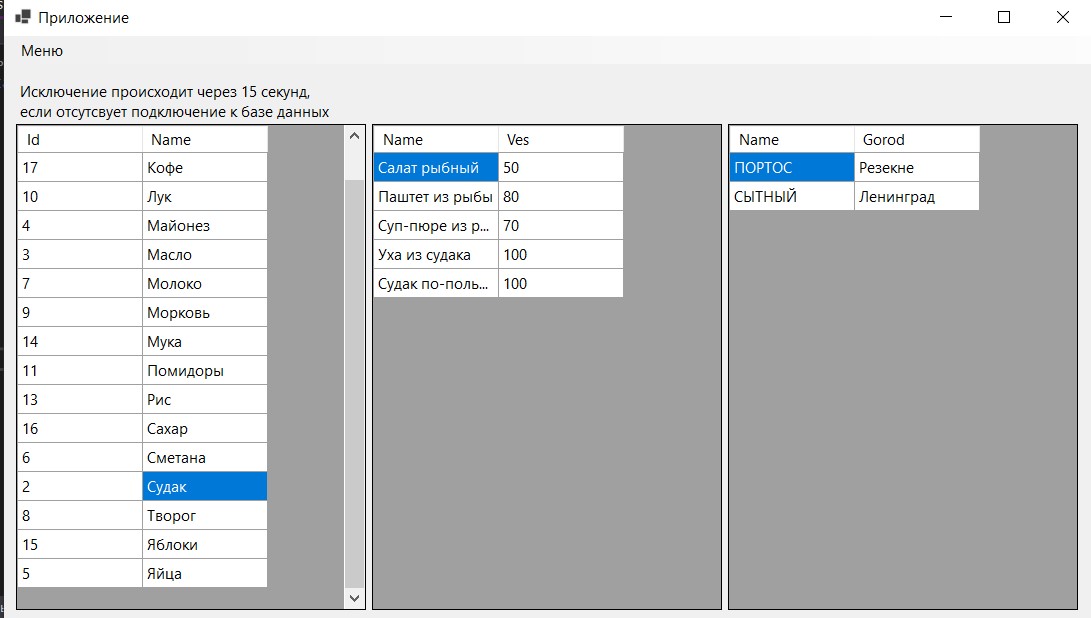 Приложение
Меню
Исключение происходит через 15 секунд,
если отсутсвует подключение к базе данных
Id Name
17 Кофе
10 Лук
4 Майонез
3 Масло
7 Молоко
9 Морковь
14 Мука
11 Помидоры
13 Рис
16 Сахар
6 Сметана
2 Судак
8 Творог
15 Яблоки
5 Яйца
Name Ves
Салат рыбный 50
Паштет из рыбы 80
Суп-пюре из р... 70
Уха из судака 100
Судак по-поль... 100
Name Gorod
ПОРТОС Резекне
СЫТНЫЙ Ленинград